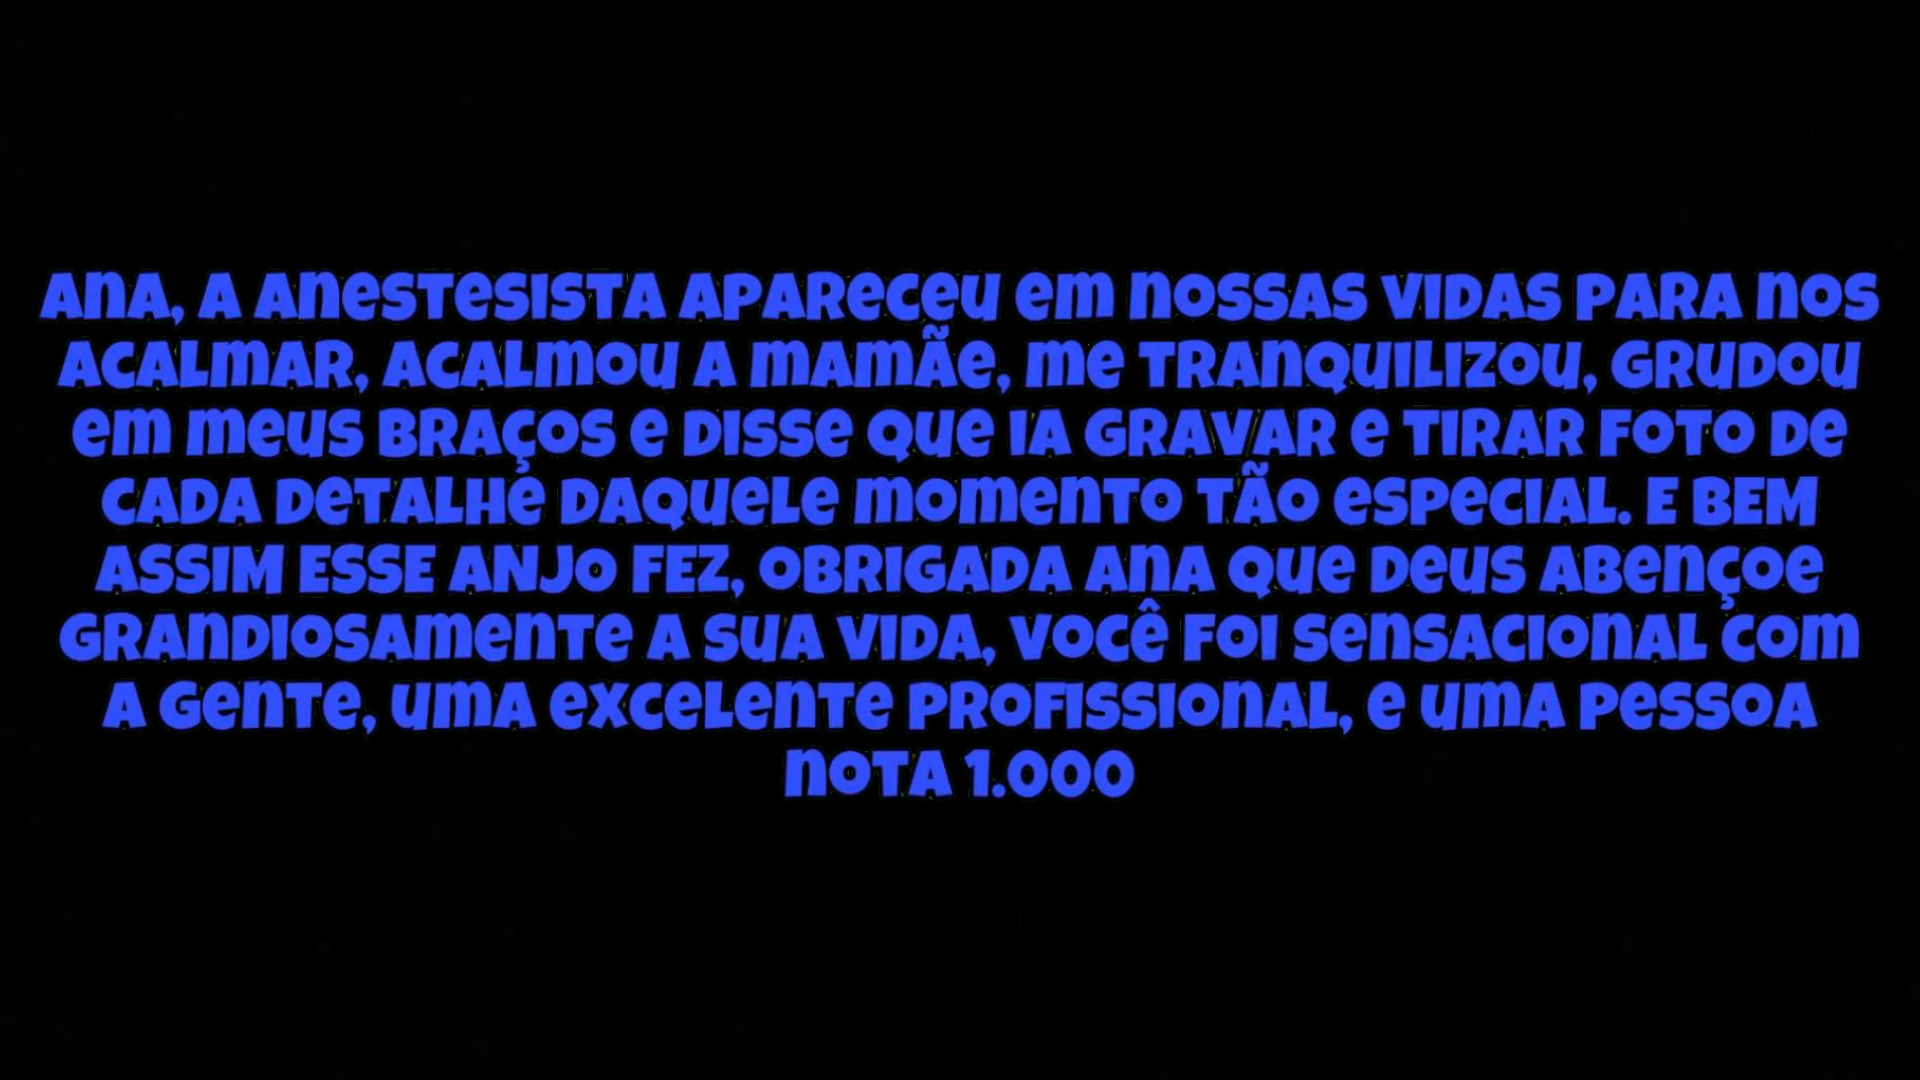 Ana, a anestesista apareceu em nossas vidas para nos
acalmar, acalmou a mamãe, me tranquilizou, grudou
em meus braços e disse que ia gravar e tirar foto de
cada detalhe daquele momento tão especial. E BEM
ASSIM ESSE ANJO FEZ, obrigada Ana que Deus abençoe
grandiosamente a sua vida, você foi sensacional com
a gente, uma excelente profissional, e uma pessoa
nota 1.000